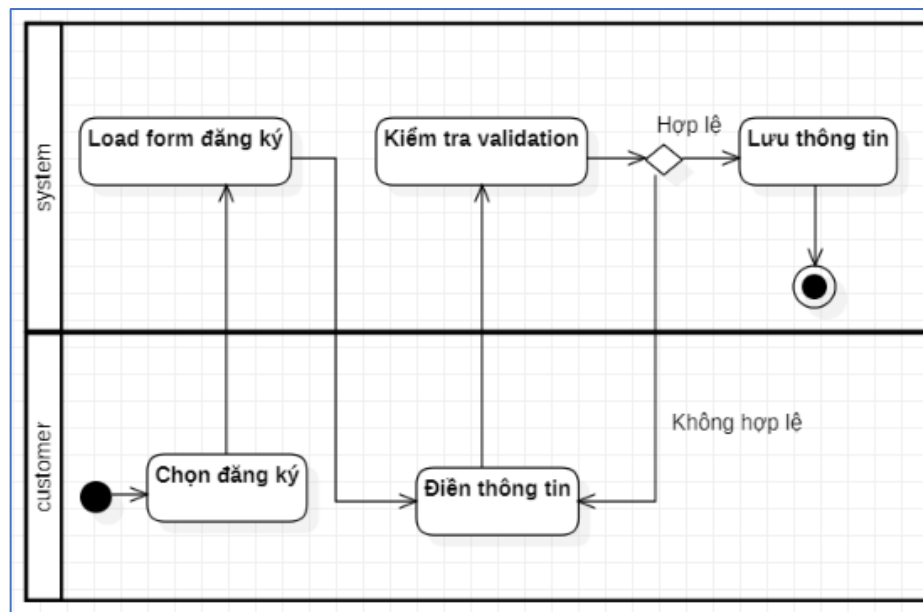 system
Load form đăng ký
Kiểm tra validation
Hợp lệ
Lưu thông tin
customer
Chọn đăng ký
Điền thông tin
Không hợp lệ